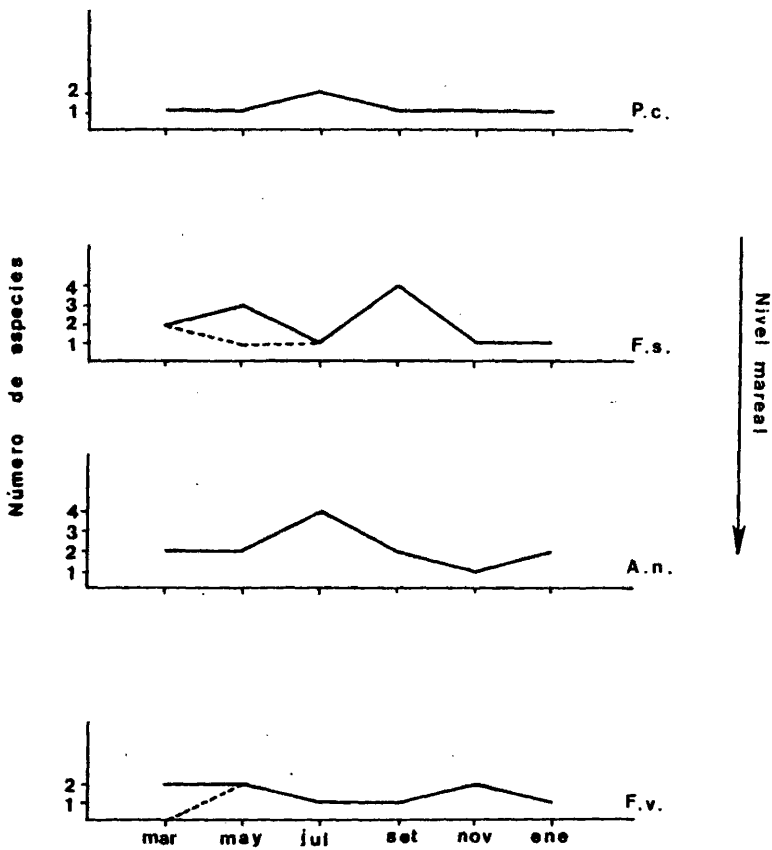 2
1
P.c.
Número de especies
4
3
2
1
F.s.
Nivel mareal
4
3
2
1
A.n.
2
1
F.v.
mar may jul set nov ene